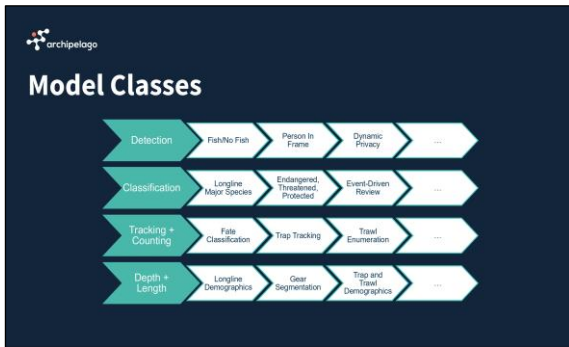 archipelago
Model Classes
Detection
Fish/No Fish
Person In
Frame
Dynamic
Privacy
...
Classification
Longline
Major Species
Endangered,
Threatened,
Protected
Event-Driven
Review
...
Tracking +
Counting
Fate
Classification
Trap Tracking
Trawl
Enumeration
...
Depth +
Length
Longline
Demographics
Gear
Segmentation
Trap and
Trawl
Demographics
...